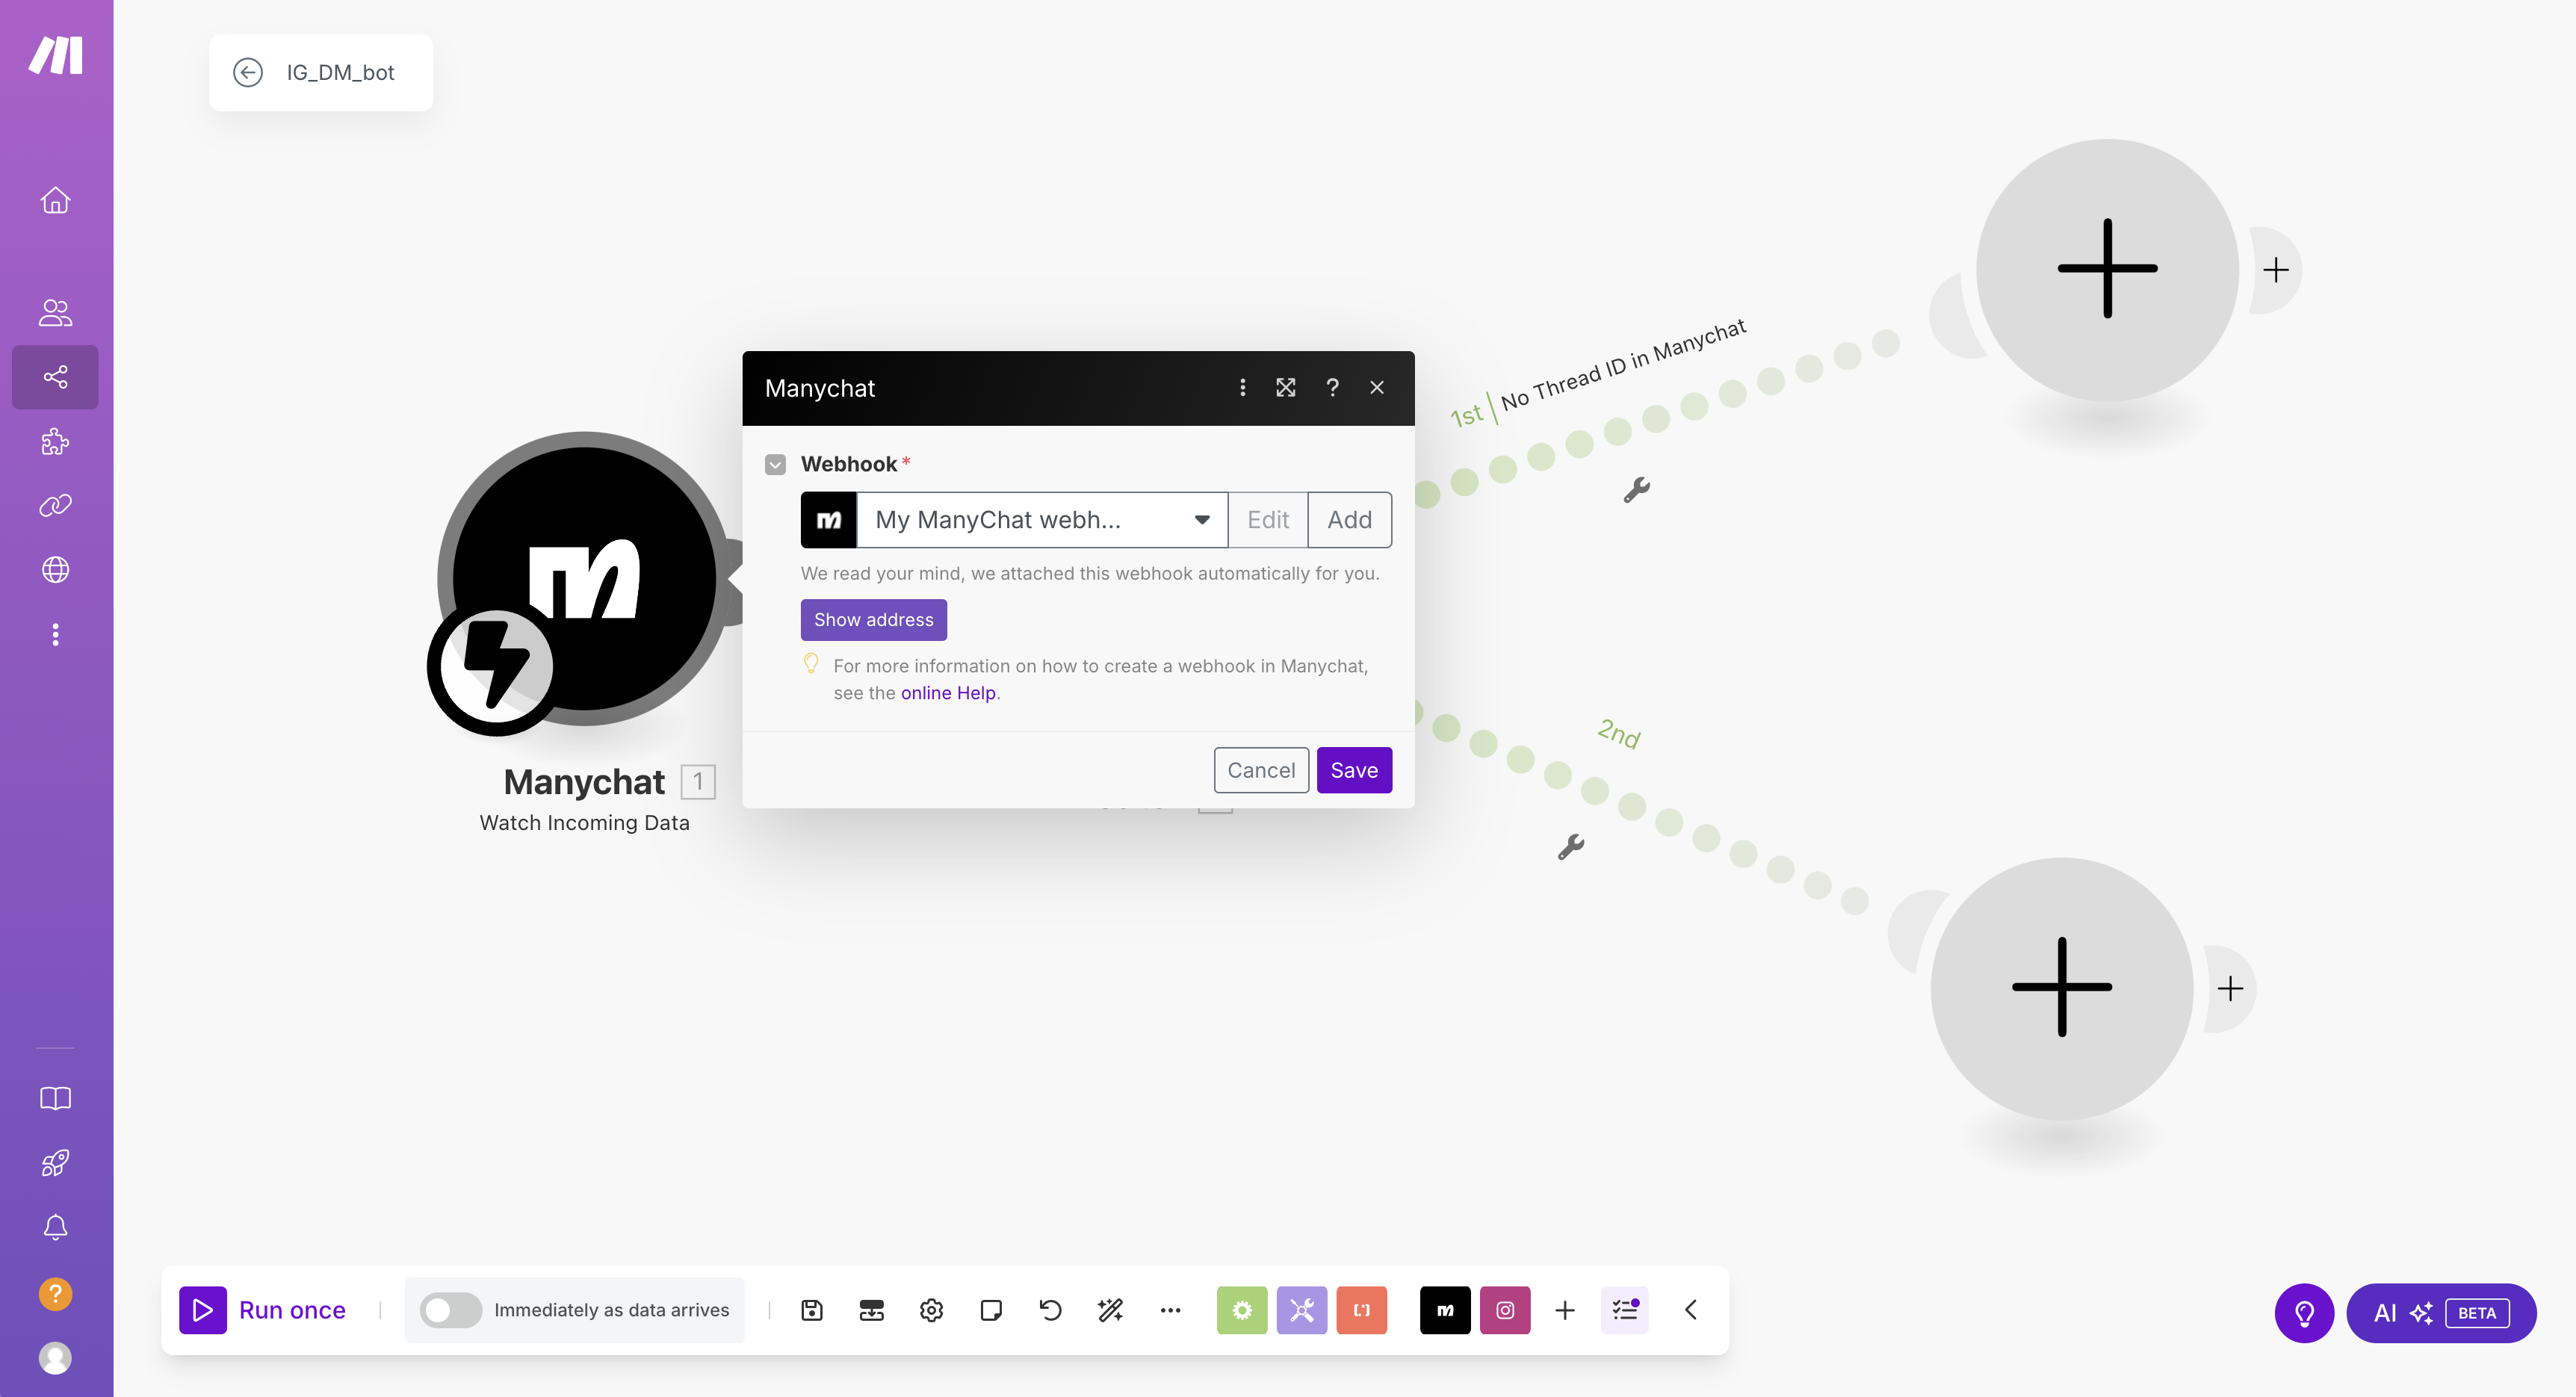 IG_DM_bot
Manychat
Webhook *
My ManyChat webh...
Edit
Add
We read your mind, we attached this webhook automatically for you.
Show address
For more information on how to create a webhook in Manychat,
see the online Help.
Cancel
Save
Manychat 1
Watch Incoming Data
1st | No Thread ID in Manychat
2nd
Run once
Immediately as data arrives
AI BETA